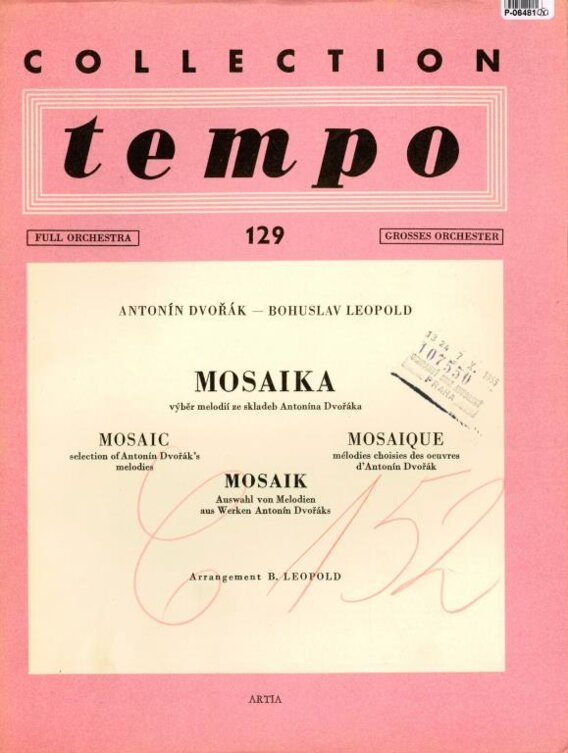 P-06481
COLLECTION
tempo
FULL ORCHESTRA
129
GROSSES ORCHESTER
ANTONÍN DVOŘÁK — BOHUSLAV LEOPOLD
MOSAIKA
výběr melodií ze skladeb Antonína Dvořáka
MOSAIC
selection of Antonín Dvořák's
melodies
MOSAIQUE
mélodies choisies des oeuvres
d'Antonín Dvořák
MOSAIK
Auswahl von Melodien
aus Werken Antonín Dvořáks
107550
PRAHA
C 152
Arrangement B. LEOPOLD
ARTIA